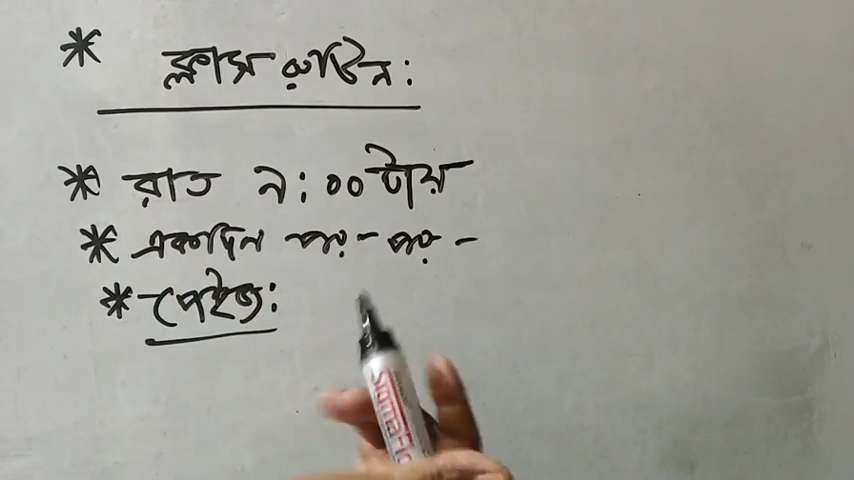 * ক্লাস রুটিন:
* রাত ৯:০০টায়
* একদিন পর-পর-
* পেইজ: